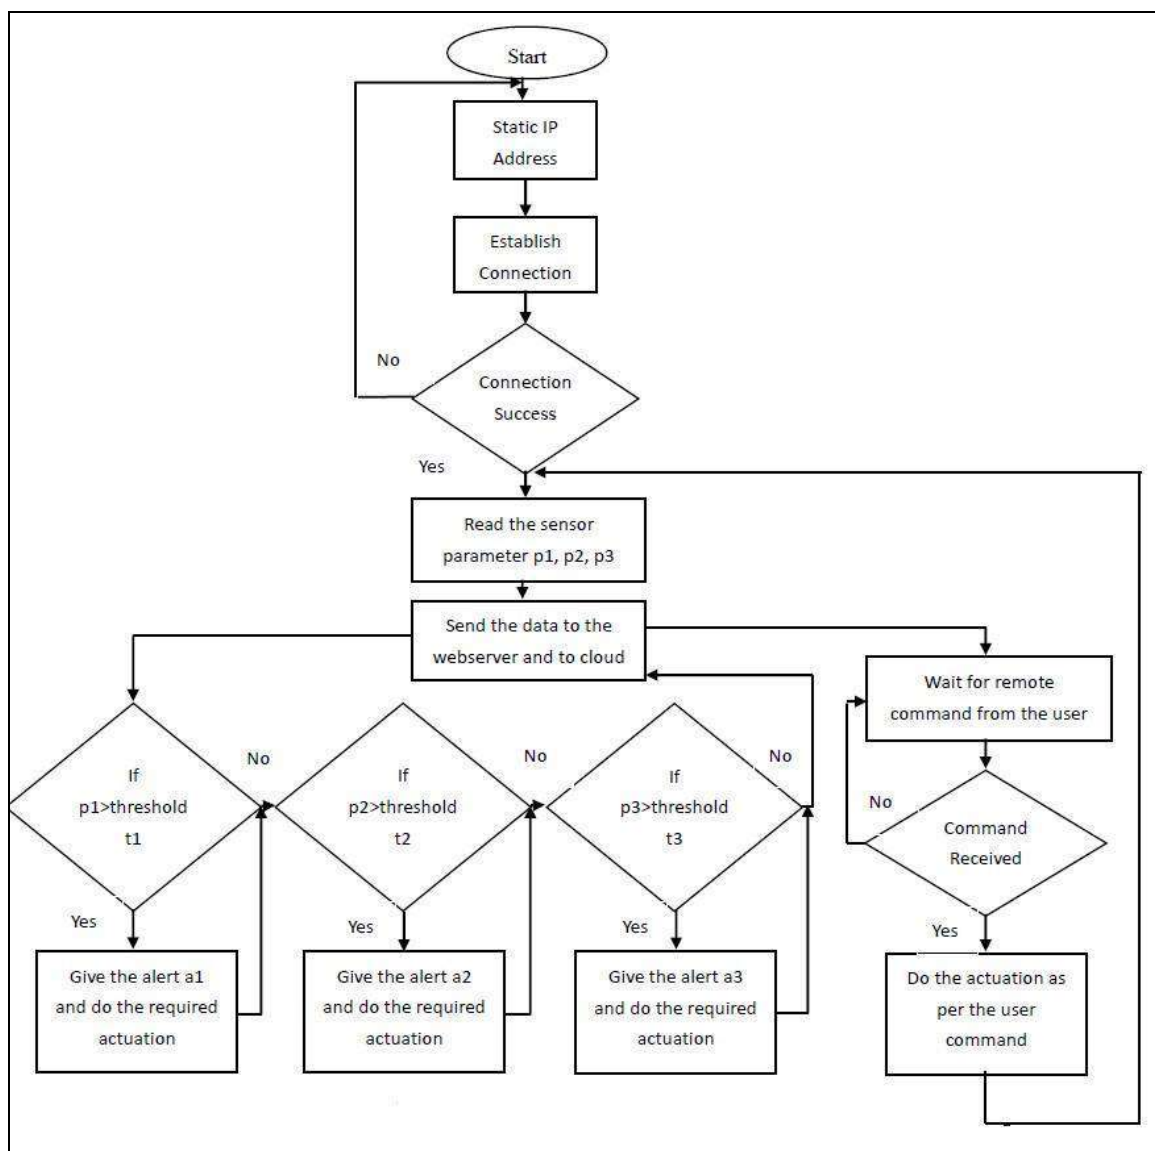 Start
Static IP
Address
Establish
Connection
No
Connection
Success
Yes
Read the sensor
parameter p1, p2, p3
Send the data to the
webserver and to cloud
Wait for remote
command from the user
If
p1>threshold
t1
No
If
p2>threshold
t2
No
If
p3>threshold
t3
No
No
Command
Received
Yes
Yes
Yes
Yes
Give the alert a1
and do the required
actuation
Give the alert a2
and do the required
actuation
Give the alert a3
and do the required
actuation
Do the actuation as
per the user
command